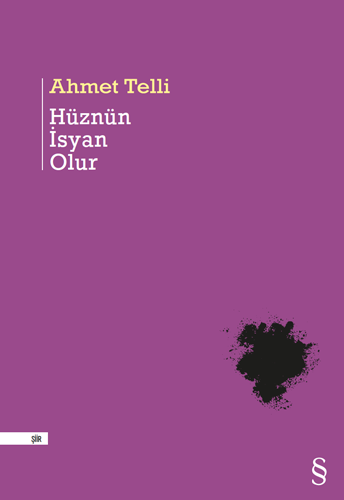 Ahmet Telli
Hüznün
İsyan
Olur
ŞİİR
§